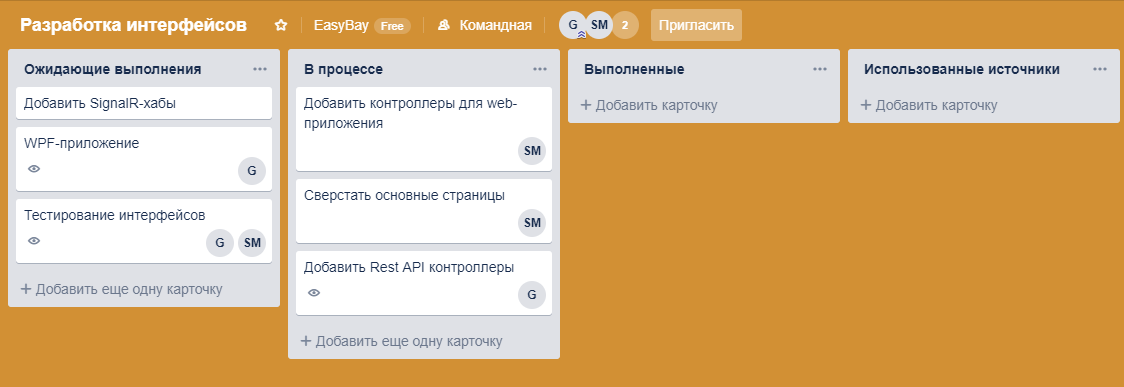 Разработка интерфейсов
EasyBay Free
Командная
G SM 2
Пригласить
Ожидающие выполнения
Добавить SignalR-хабы
WPF-приложение
G
Тестирование интерфейсов
G SM
+ Добавить еще одну карточку
В процессе
Добавить контроллеры для web-
приложения
SM
Сверстать основные страницы
SM
Добавить Rest API контроллеры
G
+ Добавить еще одну карточку
Выполненные
+ Добавить карточку
Использованные источники
+ Добавить карточку